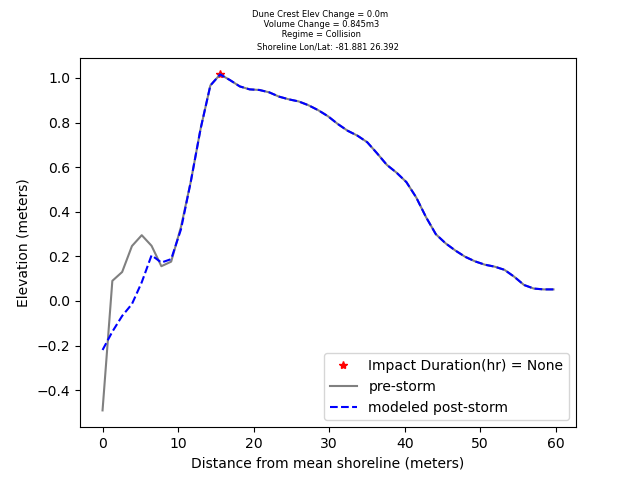 Dune Crest Elev Change = 0.0m
Volume Change = 0.845m3
Regime = Collision
Shoreline Lon/Lat: -81.881 26.392
1.0
0.8
0.6
0.4
0.2
0.0
−0.2
−0.4
Elevation (meters)
Impact Duration(hr) = None
pre-storm
modeled post-storm
0 10 20 30 40 50 60
Distance from mean shoreline (meters)